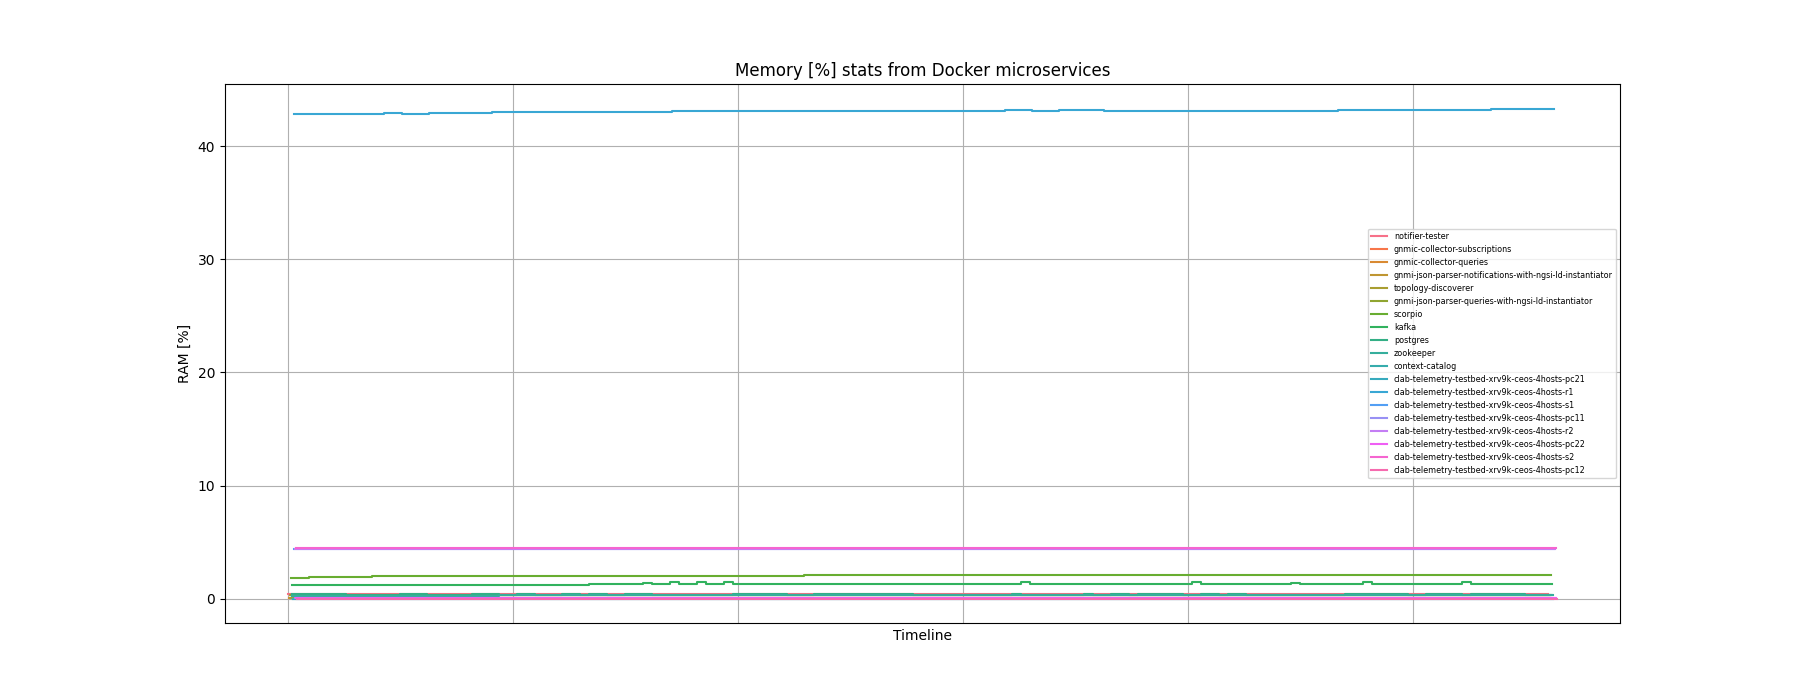 Memory [%] stats from Docker microservices
RAM [%]
40
30
20
10
0
notifier-tester
gnmic-collector-subscriptions
gnmic-collector-queries
gnmi-json-parser-notifications-with-ngsi-ld-instantiator
topology-discoverer
gnmi-json-parser-queries-with-ngsi-ld-instantiator
scorpio
kafka
postgres
zookeeper
context-catalog
clab-telemetry-testbed-xrv9k-ceos-4hosts-pc21
clab-telemetry-testbed-xrv9k-ceos-4hosts-r1
clab-telemetry-testbed-xrv9k-ceos-4hosts-s1
clab-telemetry-testbed-xrv9k-ceos-4hosts-pc11
clab-telemetry-testbed-xrv9k-ceos-4hosts-r2
clab-telemetry-testbed-xrv9k-ceos-4hosts-pc22
clab-telemetry-testbed-xrv9k-ceos-4hosts-s2
clab-telemetry-testbed-xrv9k-ceos-4hosts-pc12
Timeline